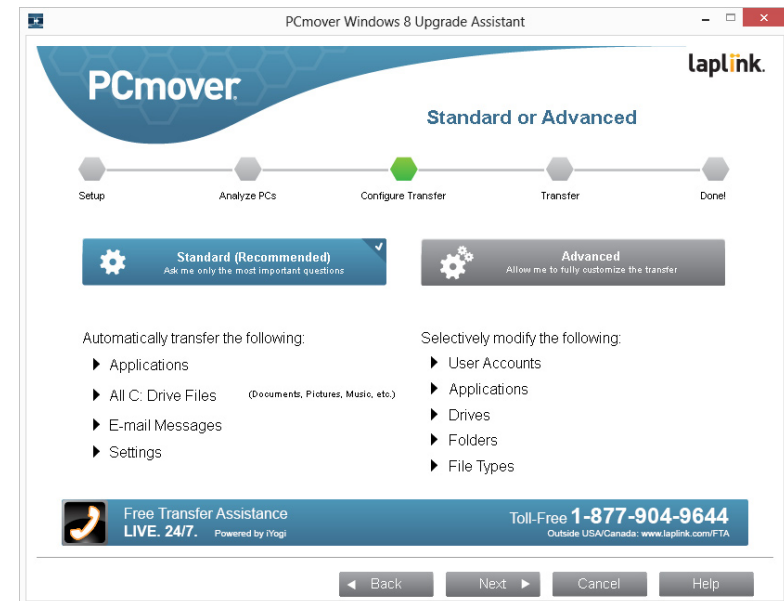 PCmover Windows 8 Upgrade Assistant
PCmover
laplink.
Standard or Advanced
Setup Analyze PCs Configure Transfer Transfer Done!
Standard (Recommended)
Ask me only the most important questions
Advanced
Allow me to fully customize the transfer
Automatically transfer the following:
Applications
All C: Drive Files (Documents, Pictures, Music, etc.)
E-mail Messages
Settings
Selectively modify the following:
User Accounts
Applications
Drives
Folders
File Types
Free Transfer Assistance
LIVE. 24/7. Powered by iYogi
Toll-Free 1-877-904-9644
Outside USA/Canada: www.laplink.com/FTA
Back Next Cancel Help